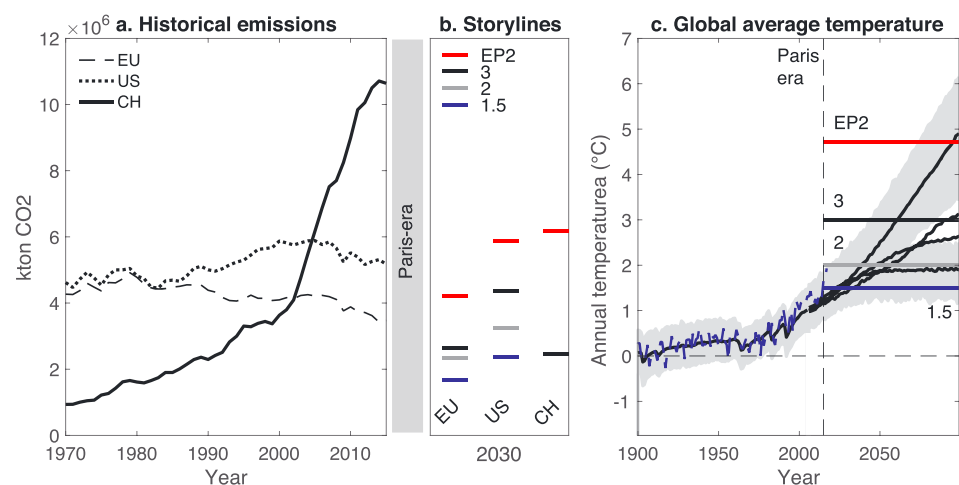 a. Historical emissions
×10⁶
12
10
8
6
4
2
0
kton CO2
EU
US
CH
1970
1980
1990
2000
2010
Year
Paris-era
b. Storylines
EP2
3
2
1.5
EU
US
CH
2030
c. Global average temperature
7
6
5
4
3
2
1
0
-1
Annual temperaturea (°C)
Paris
era
EP2
3
2
1.5
1900
1950
2000
2050
Year